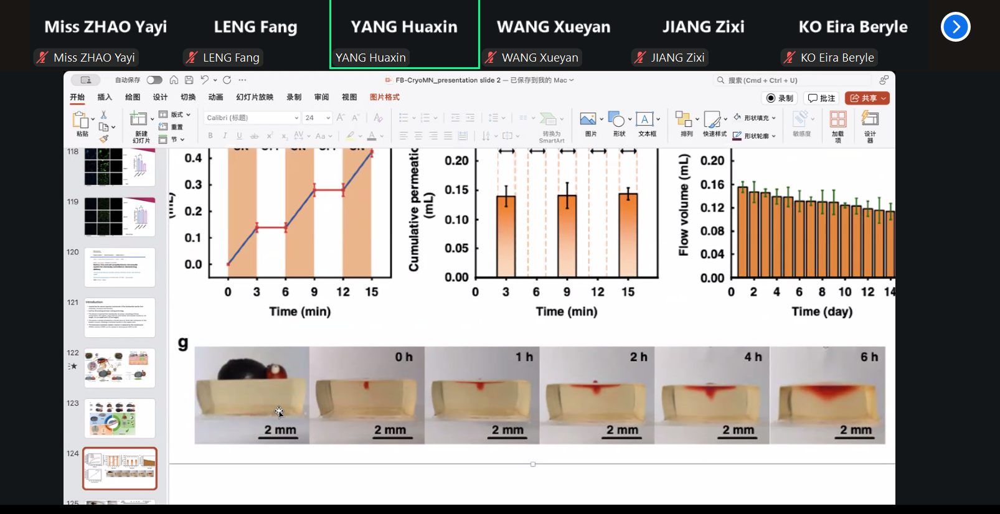 Miss ZHAO Yayi
LENG Fang
YANG Huaxin
WANG Xueyan
JIANG Zixi
KO Eira Beryle
Miss ZHAO Yayi
LENG Fang
YANG Huaxin
WANG Xueyan
JIANG Zixi
KO Eira Beryle
自动保存
FB-CryoMN_presentation slide 2 — 已保存到我的 Mac
搜索(Cmd + Ctrl + U)
开始 插入 绘图 设计 切换 动画 幻灯片放映 录制 审阅 视图 图片格式
录制 批注 共享
粘贴
新建
幻灯片
版式
重置
节
Calibri (标题) 24
转换为
SmartArt
图片
形状
文本框
排列
快速样式
形状填充
形状轮廓
敏感度
加载
项
设计
器
118
119
120
121
Introduction
122
123
124
125
ON OFF ON OFF ON
0.4
0.3
0.2
0.1
0.0
(mL)
0 3 6 9 12 15
Time (min)
Cumulative permeatic
(mL)
0.20
0.15
0.10
0.05
0.00
0 3 6 9 12 15
Time (min)
Flow volume (mL)
0.20
0.16
0.12
0.08
0.04
0.00
0 2 4 6 8 10 12 14
Time (day)
g
0 h
1 h
2 h
4 h
6 h
2 mm
2 mm
2 mm
2 mm
2 mm
2 mm